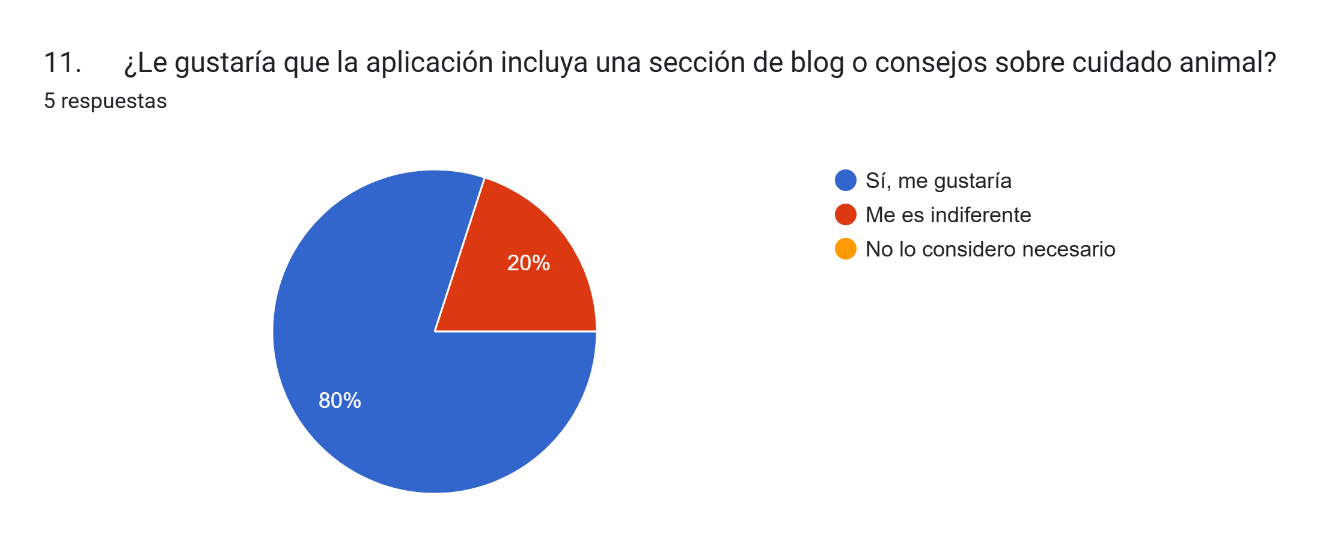 11. ¿Le gustaría que la aplicación incluya una sección de blog o consejos sobre cuidado animal?
5 respuestas
Sí, me gustaría
Me es indiferente
No lo considero necesario
20%
80%